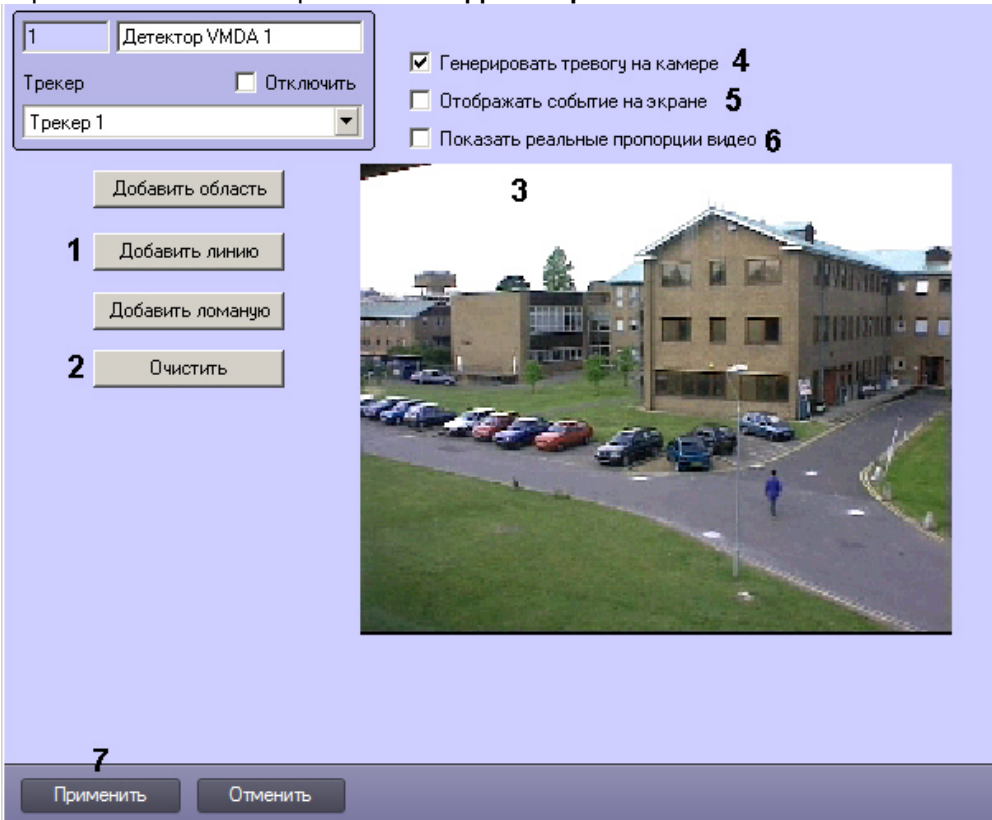 1
Детектор VMDA 1
Трекер
Отключить
Трекер 1
Генерировать тревогу на камере 4
Отображать событие на экране 5
Показать реальные пропорции видео 6
Добавить область
3
1 Добавить линию
Добавить ломаную
2 Очистить
7
Применить
Отменить